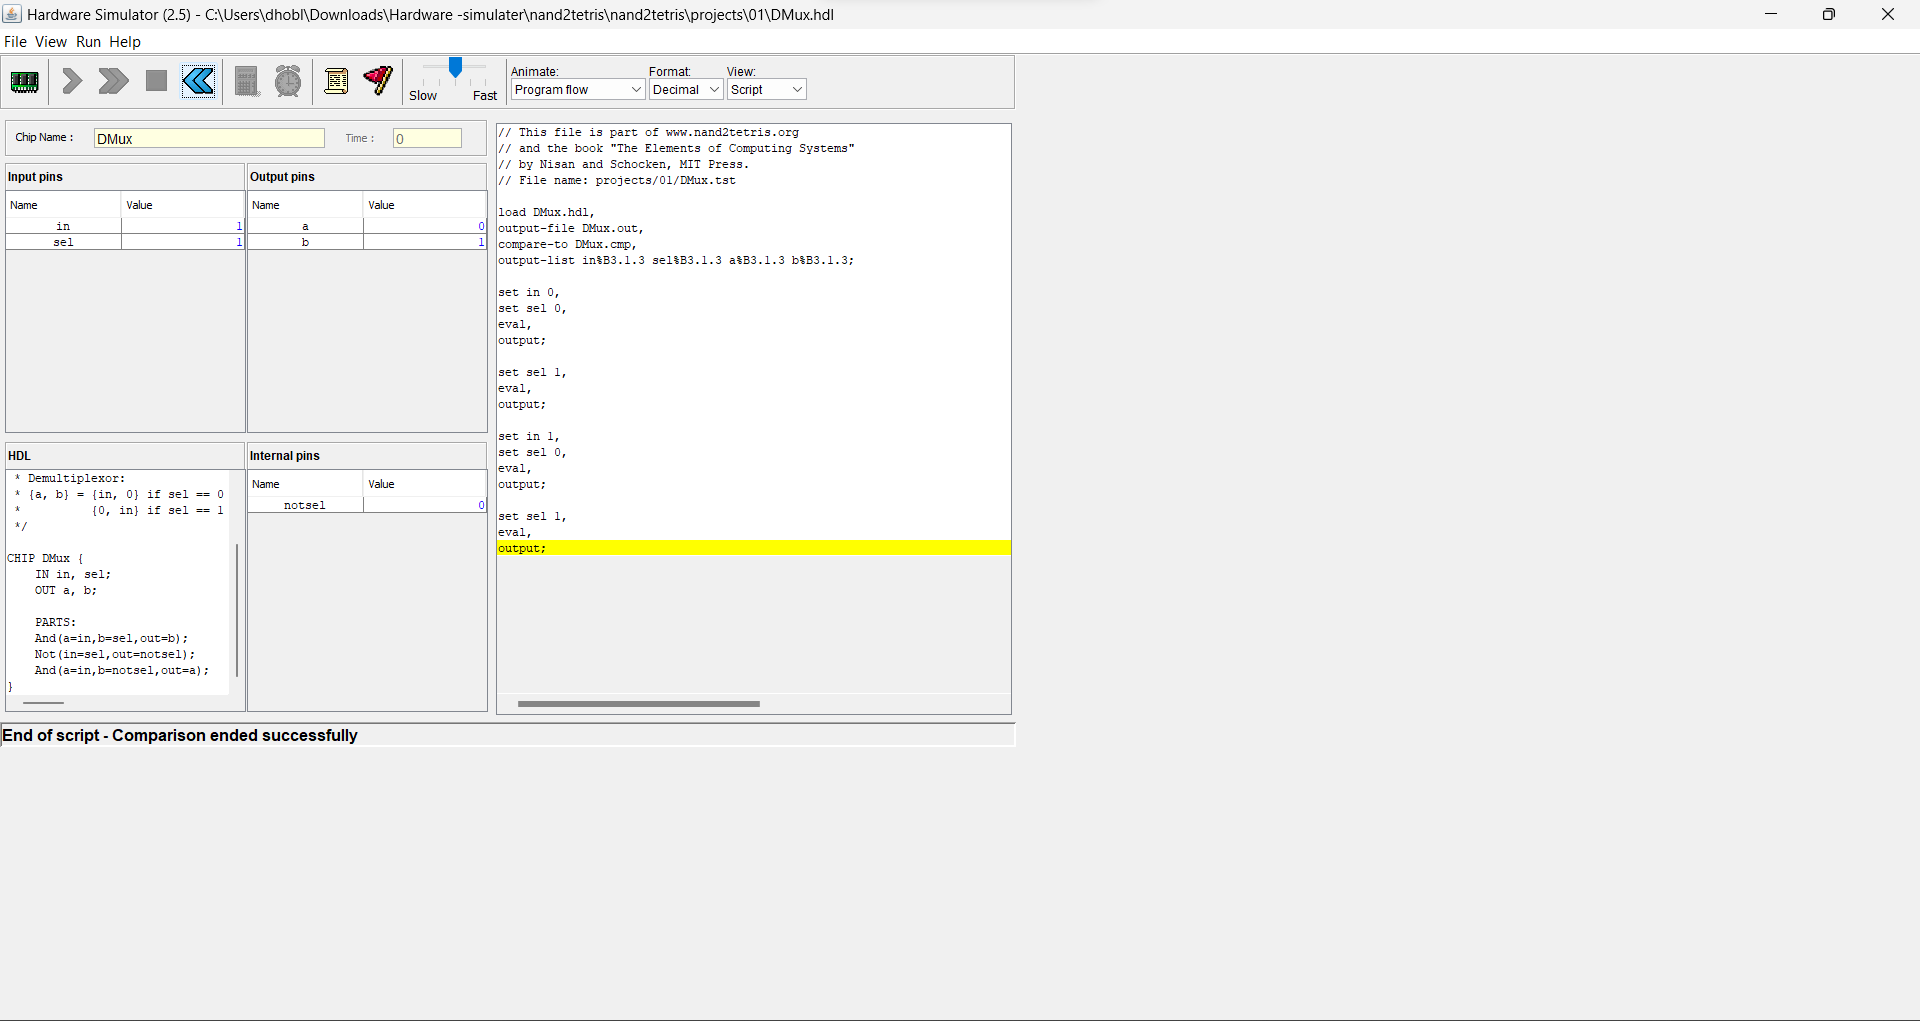 Hardware Simulator (2.5) - C:\Users\dhobl\Downloads\Hardware -simulater\nand2tetris\nand2tetris\projects\01\DMux.hdl
File View Run Help
Slow Fast
Animate:
Program flow
Format:
Decimal
View:
Script
Chip Name :
DMux
Time :
0
Input pins
Name Value
in 1
sel 1
Output pins
Name Value
a 0
b 1
HDL
* Demultiplexor:
* {a, b} = {in, 0} if sel == 0
* {0, in} if sel == 1
*/
CHIP DMux {
IN in, sel;
OUT a, b;
PARTS:
And(a=in,b=sel,out=b);
Not(in=sel,out=notsel);
And(a=in,b=notsel,out=a);
}
Internal pins
Name Value
notsel 0
// This file is part of www.nand2tetris.org
// and the book "The Elements of Computing Systems"
// by Nisan and Schocken, MIT Press.
// File name: projects/01/DMux.tst
load DMux.hdl,
output-file DMux.out,
compare-to DMux.cmp,
output-list in%B3.1.3 sel%B3.1.3 a%B3.1.3 b%B3.1.3;
set in 0,
set sel 0,
eval,
output;
set sel 1,
eval,
output;
set in 1,
set sel 0,
eval,
output;
set sel 1,
eval,
output;
End of script - Comparison ended successfully